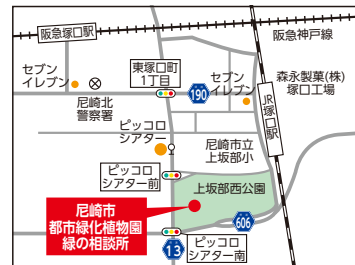 阪急塚口駅
阪急神戸線
セブン
イレブン
尼崎北
警察署
東塚口町
1丁目
190
セブン
イレブン
森永製菓(株)
塚口工場
JR塚口駅
ピッコロ
シアター
尼崎市立
上坂部小
ピッコロ
シアター前
上坂部西公園
尼崎市
都市緑化植物園
緑の相談所
606
13
ピッコロ
シアター南